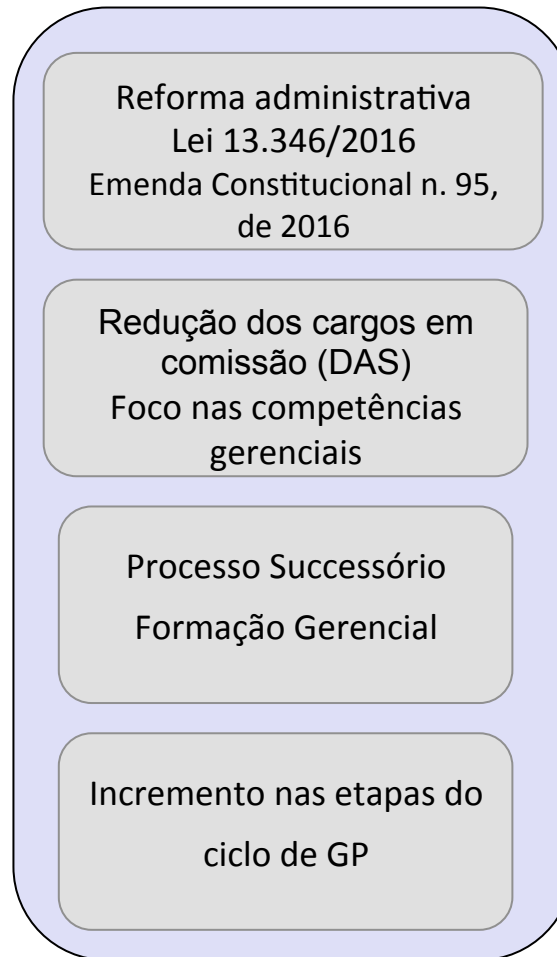 Reforma administrativa
Lei 13.346/2016
Emenda Constitucional n. 95,
de 2016
Redução dos cargos em
comissão (DAS)
Foco nas competências
gerenciais
Processo Successório
Formação Gerencial
Incremento nas etapas do
ciclo de GP